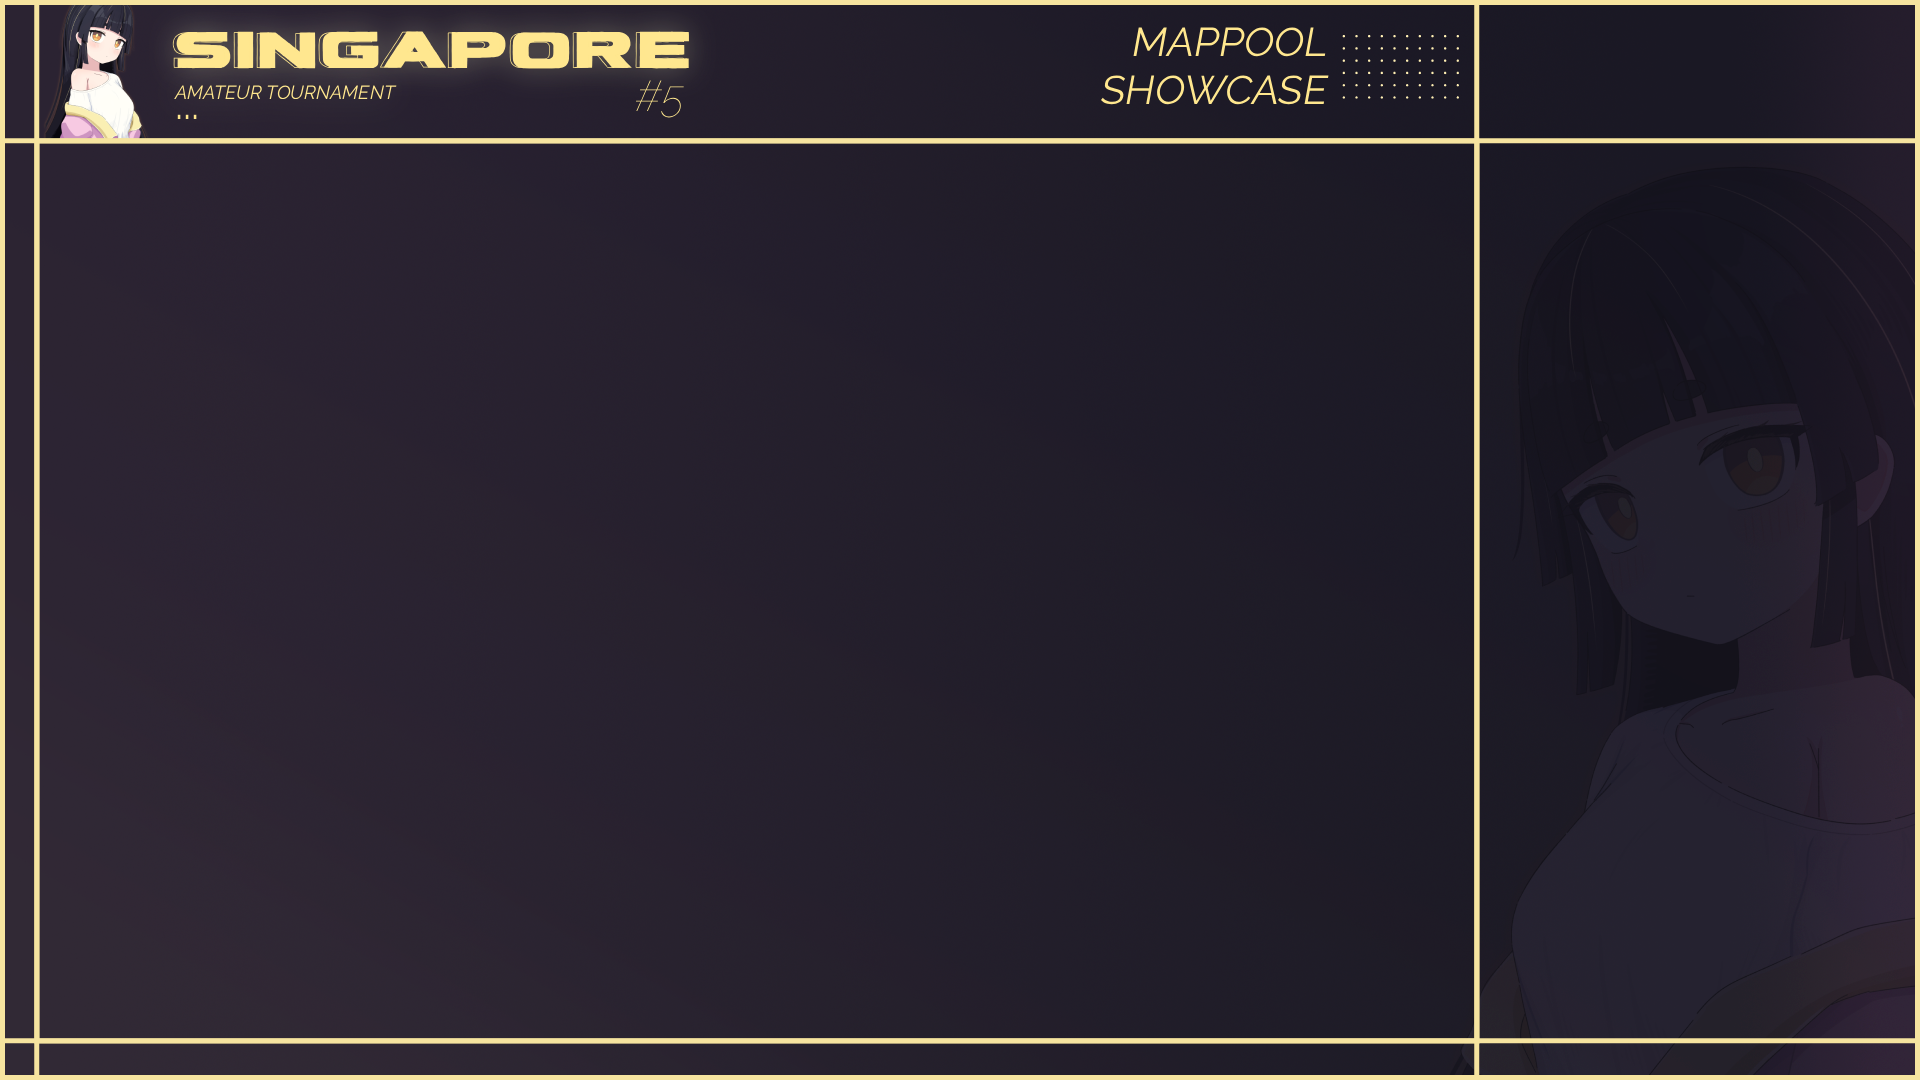 SINGAPORE
AMATEUR TOURNAMENT
...
#5
MAPPOOL
SHOWCASE